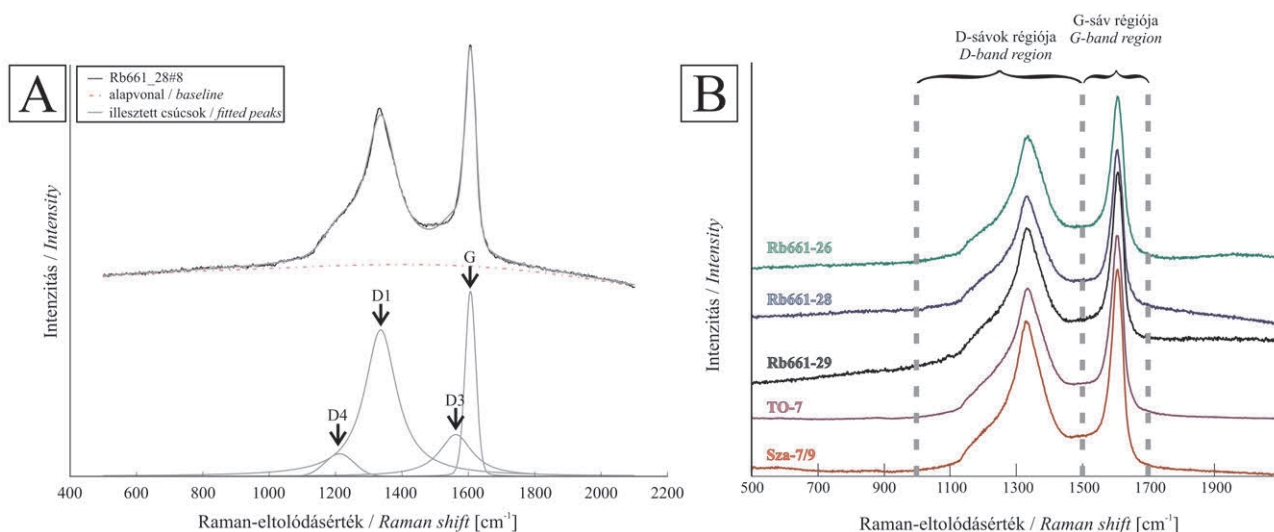 A
Rb661_28#8
alapvonal / baseline
illesztett csúcsok / fitted peaks
Intenzitás / Intensity
G
D1
D3
D4
400 600 800 1000 1200 1400 1600 1800 2000 2200
Raman-eltolódásérték / Raman shift [cm⁻¹]
B
D-sávok régiója
D-band region
G-sáv régiója
G-band region
Intenzitás / Intensity
Rb661-26
Rb661-28
Rb661-29
TO-7
Sza-7/9
500 700 900 1100 1300 1500 1700 1900
Raman-eltolódásérték / Raman shift [cm⁻¹]